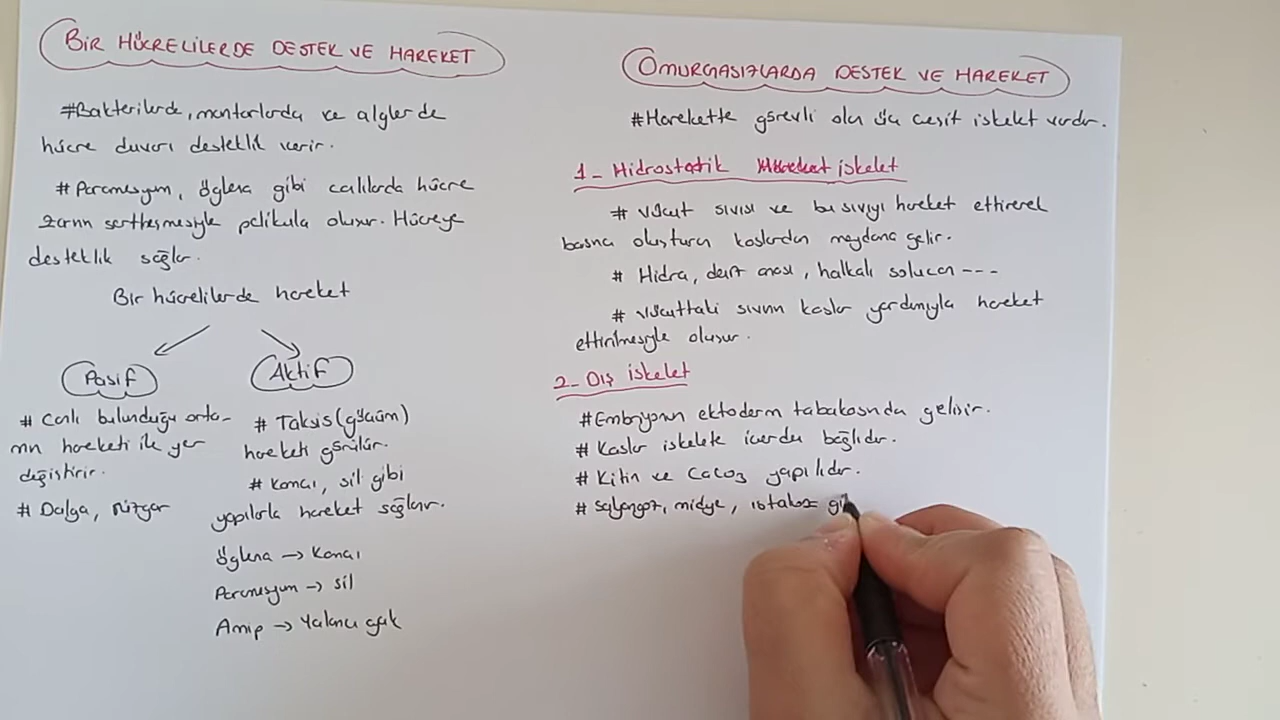 BİR HÜCRELİLERDE DESTEK VE HAREKET
#Bakterilerde, mantarlarda ve alglerde
hücre duvarı desteklik verir.
# Paramesyum, öglena gibi canlılarda hücre
zarının sertleşmesiyle pelikula oluşur. Hücreye
desteklik sağlar.
Bir hücrelilerde hareket
Pasif
# Canlı bulunduğu orta-
mın hareketi ile yer
değiştirir.
# Dalga, rüzgar
Aktif
# Taksis (göçüm)
hareketi görülür.
# Kamçı, sil gibi
yapılarla hareket sağlanır.
Öglena → Kamçı
Paramesyum → sil
Amip → Yalancı ayak
OMURGASIZLARDA DESTEK VE HAREKET
#Harekette görevli olan üç çeşit iskelet vardır.
1- Hidrostatik iskelet
# Vücut sıvısı ve bu sıvıyı hareket ettirerek
basınç oluşturan kaslardan meydana gelir.
# Hidra, deniz anası, halkalı solucan ---
# Vücuttaki sıvının kaslar yardımıyla hareket
ettirilmesiyle oluşur.
2- Dış iskelet
#Embriyonun ektoderm tabakasından gelişir.
# Kaslar iskelete içerden bağlıdır.
# Kitin ve CaCO3 yapılıdır.
# Salyangoz, midye, ıstakoz gi